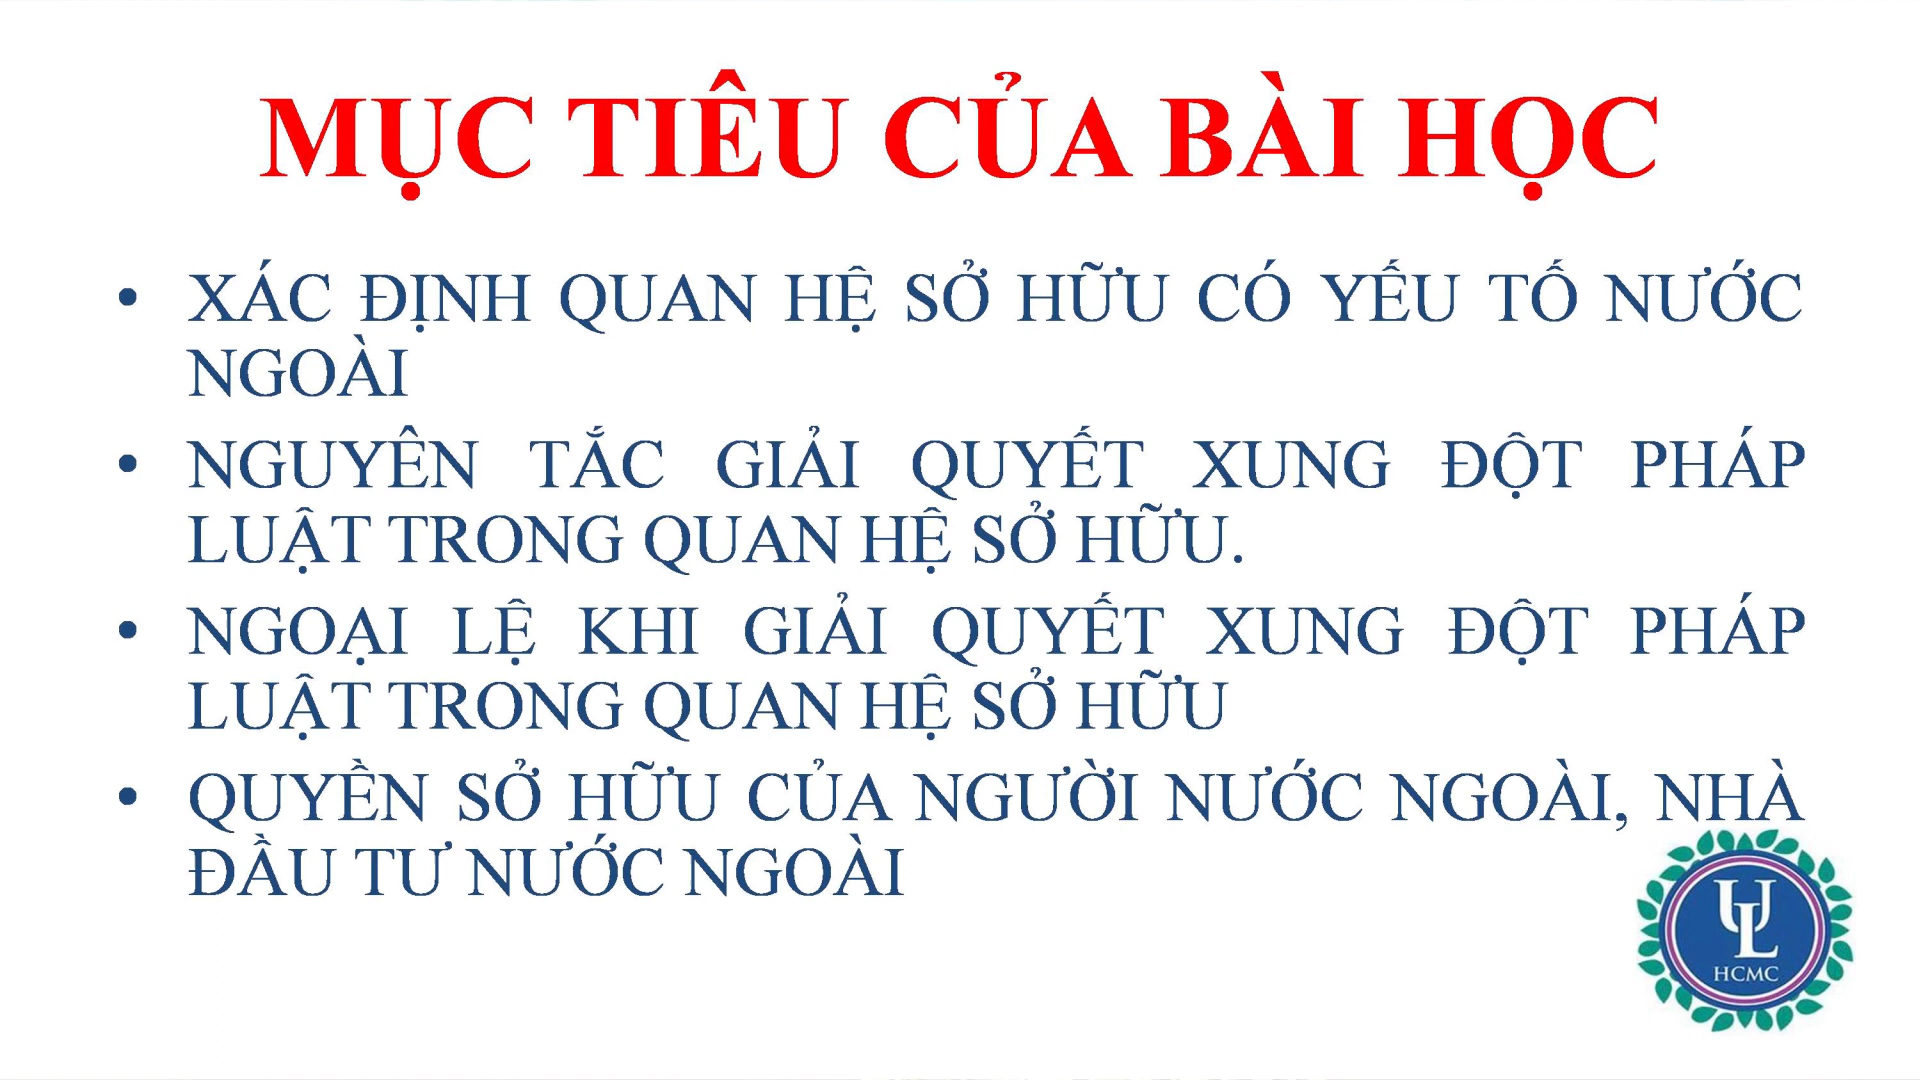 MỤC TIÊU CỦA BÀI HỌC
• XÁC ĐỊNH QUAN HỆ SỞ HỮU CÓ YẾU TỐ NƯỚC
NGOÀI
• NGUYÊN TẮC GIẢI QUYẾT XUNG ĐỘT PHÁP
LUẬT TRONG QUAN HỆ SỞ HỮU.
• NGOẠI LỆ KHI GIẢI QUYẾT XUNG ĐỘT PHÁP
LUẬT TRONG QUAN HỆ SỞ HỮU
• QUYỀN SỞ HỮU CỦA NGƯỜI NƯỚC NGOÀI, NHÀ
ĐẦU TƯ NƯỚC NGOÀI
UL
HCMC